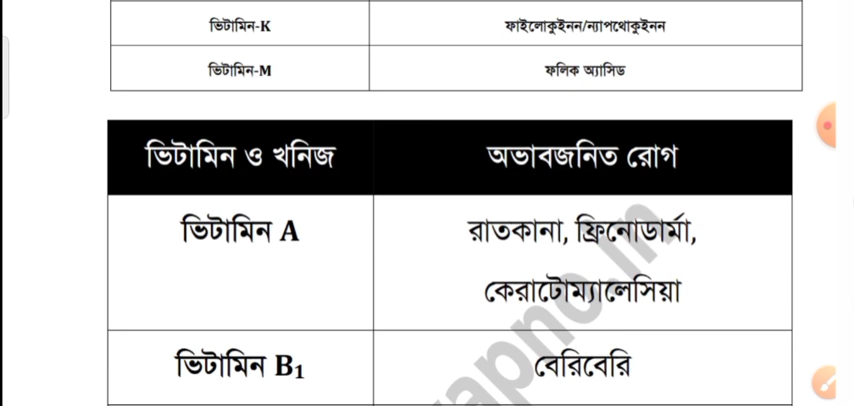 ভিটামিন-K ফাইলোকুইনন/ন্যাপথোকুইনন
ভিটামিন-M ফলিক অ্যাসিড
ভিটামিন ও খনিজ অভাবজনিত রোগ
ভিটামিন A রাতকানা, ফ্রিনোডার্মা,
কেরাটোম্যালেসিয়া
ভিটামিন B₁ বেরিবেরি